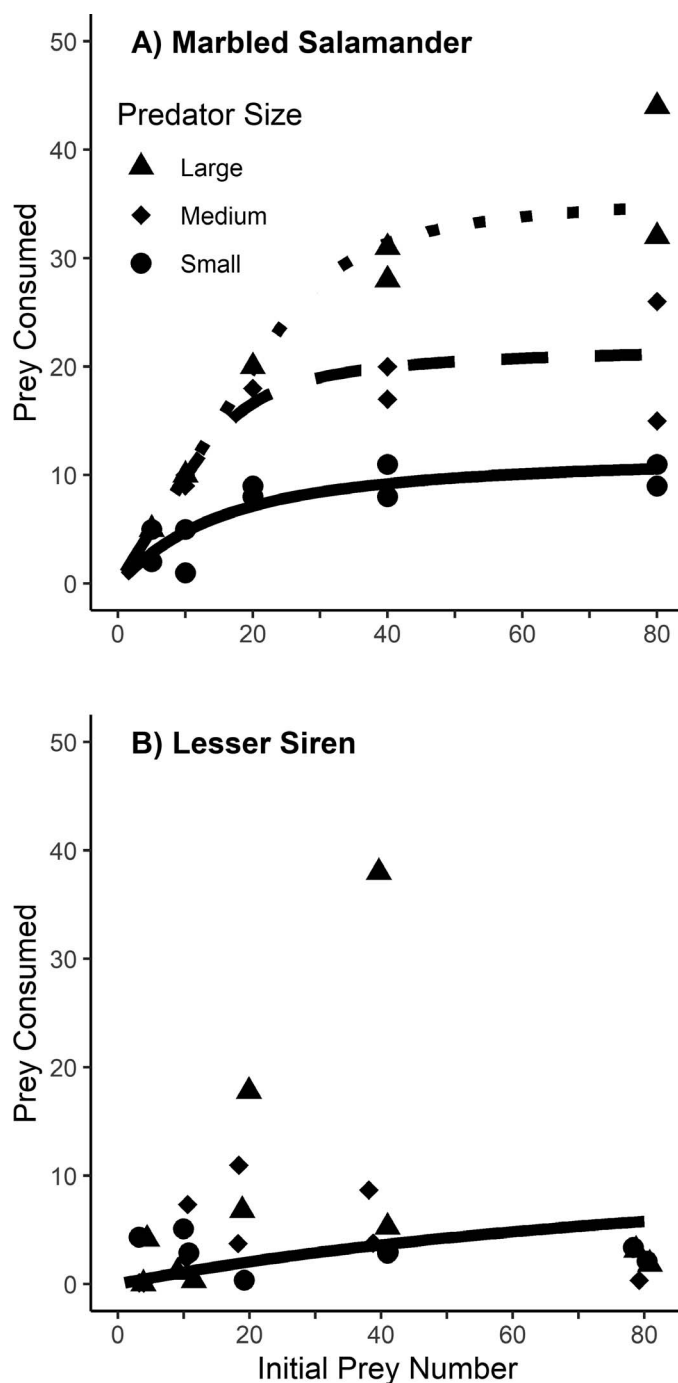 A) Marbled Salamander
Predator Size
Large
Medium
Small
Prey Consumed
50
40
30
20
10
0
0 20 40 60 80
B) Lesser Siren
Prey Consumed
50
40
30
20
10
0
0 20 40 60 80
Initial Prey Number